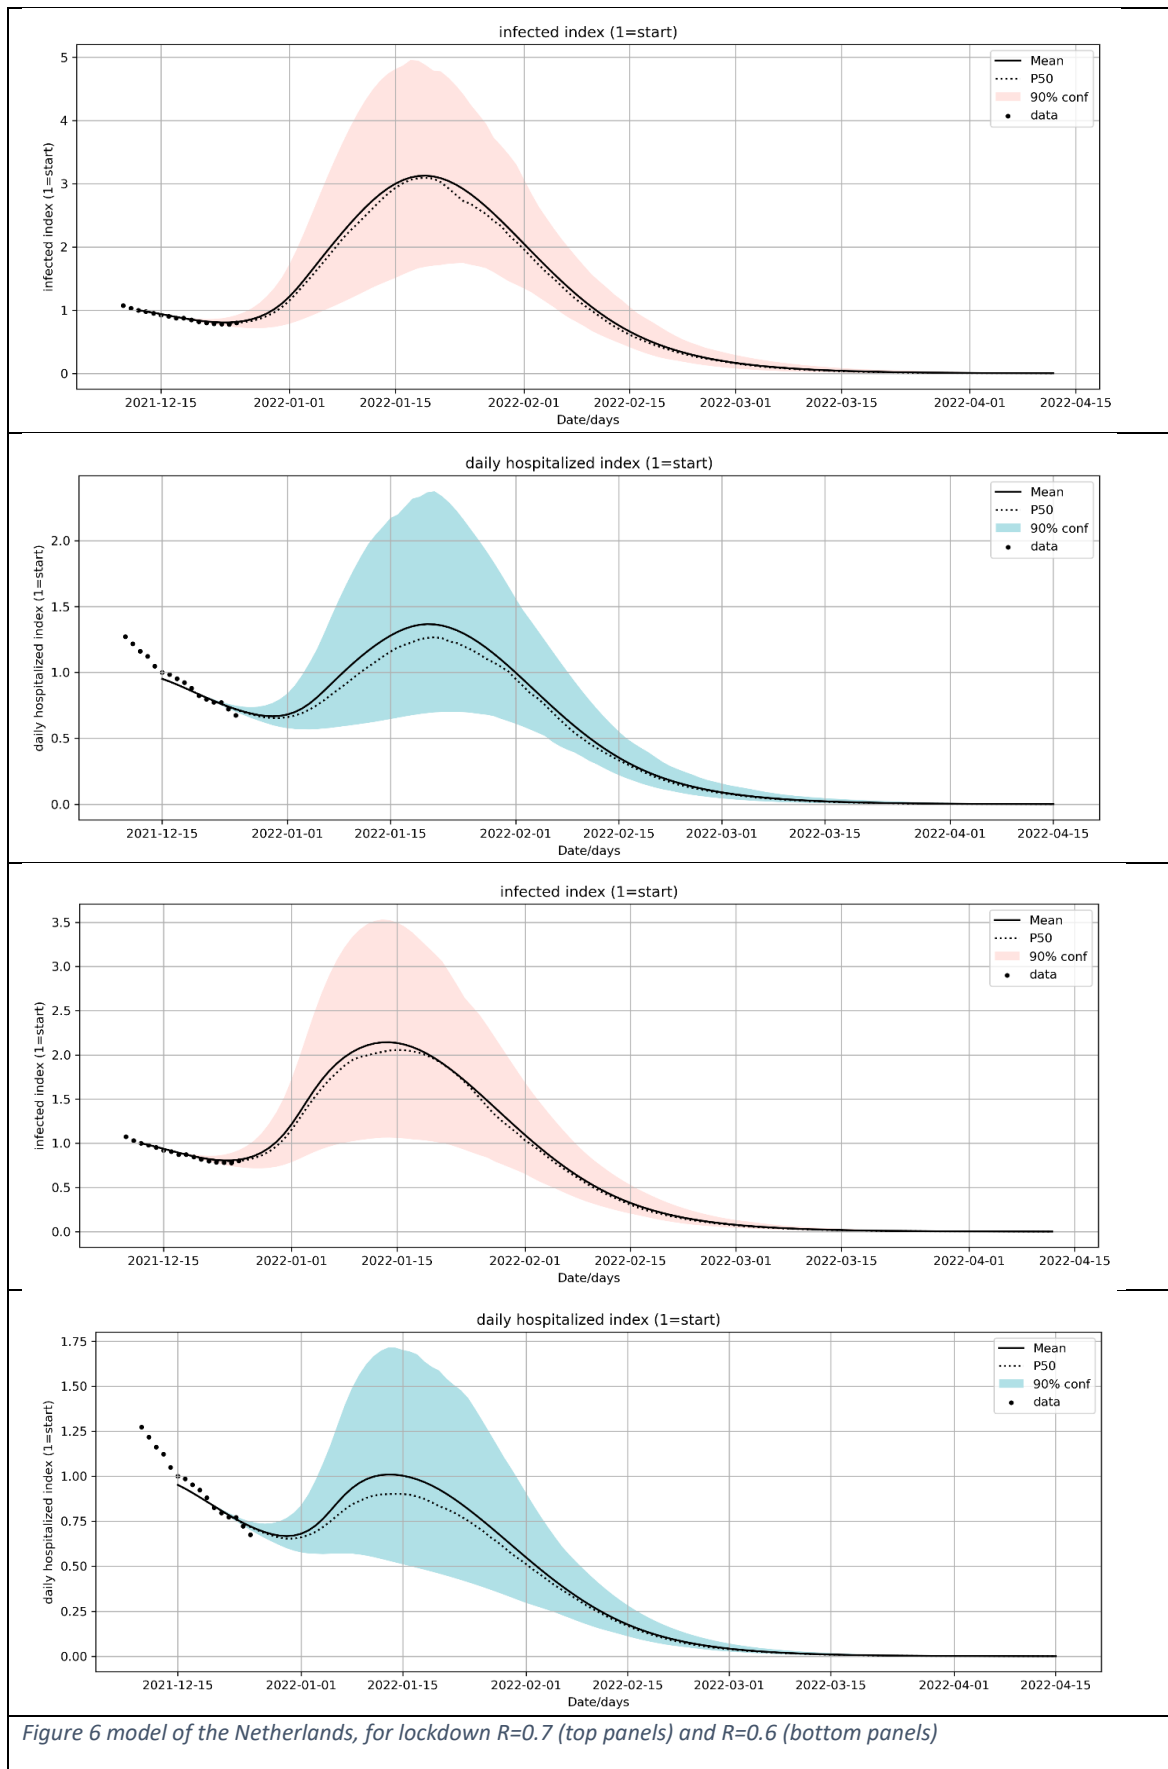 infected index (1=start)
5
4
3
2
1
0
infected index (1=start)
Mean
P50
90% conf
data
2021-12-15 2022-01-01 2022-01-15 2022-02-01 2022-02-15 2022-03-01 2022-03-15 2022-04-01 2022-04-15
Date/days
daily hospitalized index (1=start)
2.0
1.5
1.0
0.5
0.0
daily hospitalized index (1=start)
Mean
P50
90% conf
data
2021-12-15 2022-01-01 2022-01-15 2022-02-01 2022-02-15 2022-03-01 2022-03-15 2022-04-01 2022-04-15
Date/days
infected index (1=start)
3.5
3.0
2.5
2.0
1.5
1.0
0.5
0.0
infected index (1=start)
Mean
P50
90% conf
data
2021-12-15 2022-01-01 2022-01-15 2022-02-01 2022-02-15 2022-03-01 2022-03-15 2022-04-01 2022-04-15
Date/days
daily hospitalized index (1=start)
1.75
1.50
1.25
1.00
0.75
0.50
0.25
0.00
daily hospitalized index (1=start)
Mean
P50
90% conf
data
2021-12-15 2022-01-01 2022-01-15 2022-02-01 2022-02-15 2022-03-01 2022-03-15 2022-04-01 2022-04-15
Date/days
Figure 6 model of the Netherlands, for lockdown R=0.7 (top panels) and R=0.6 (bottom panels)